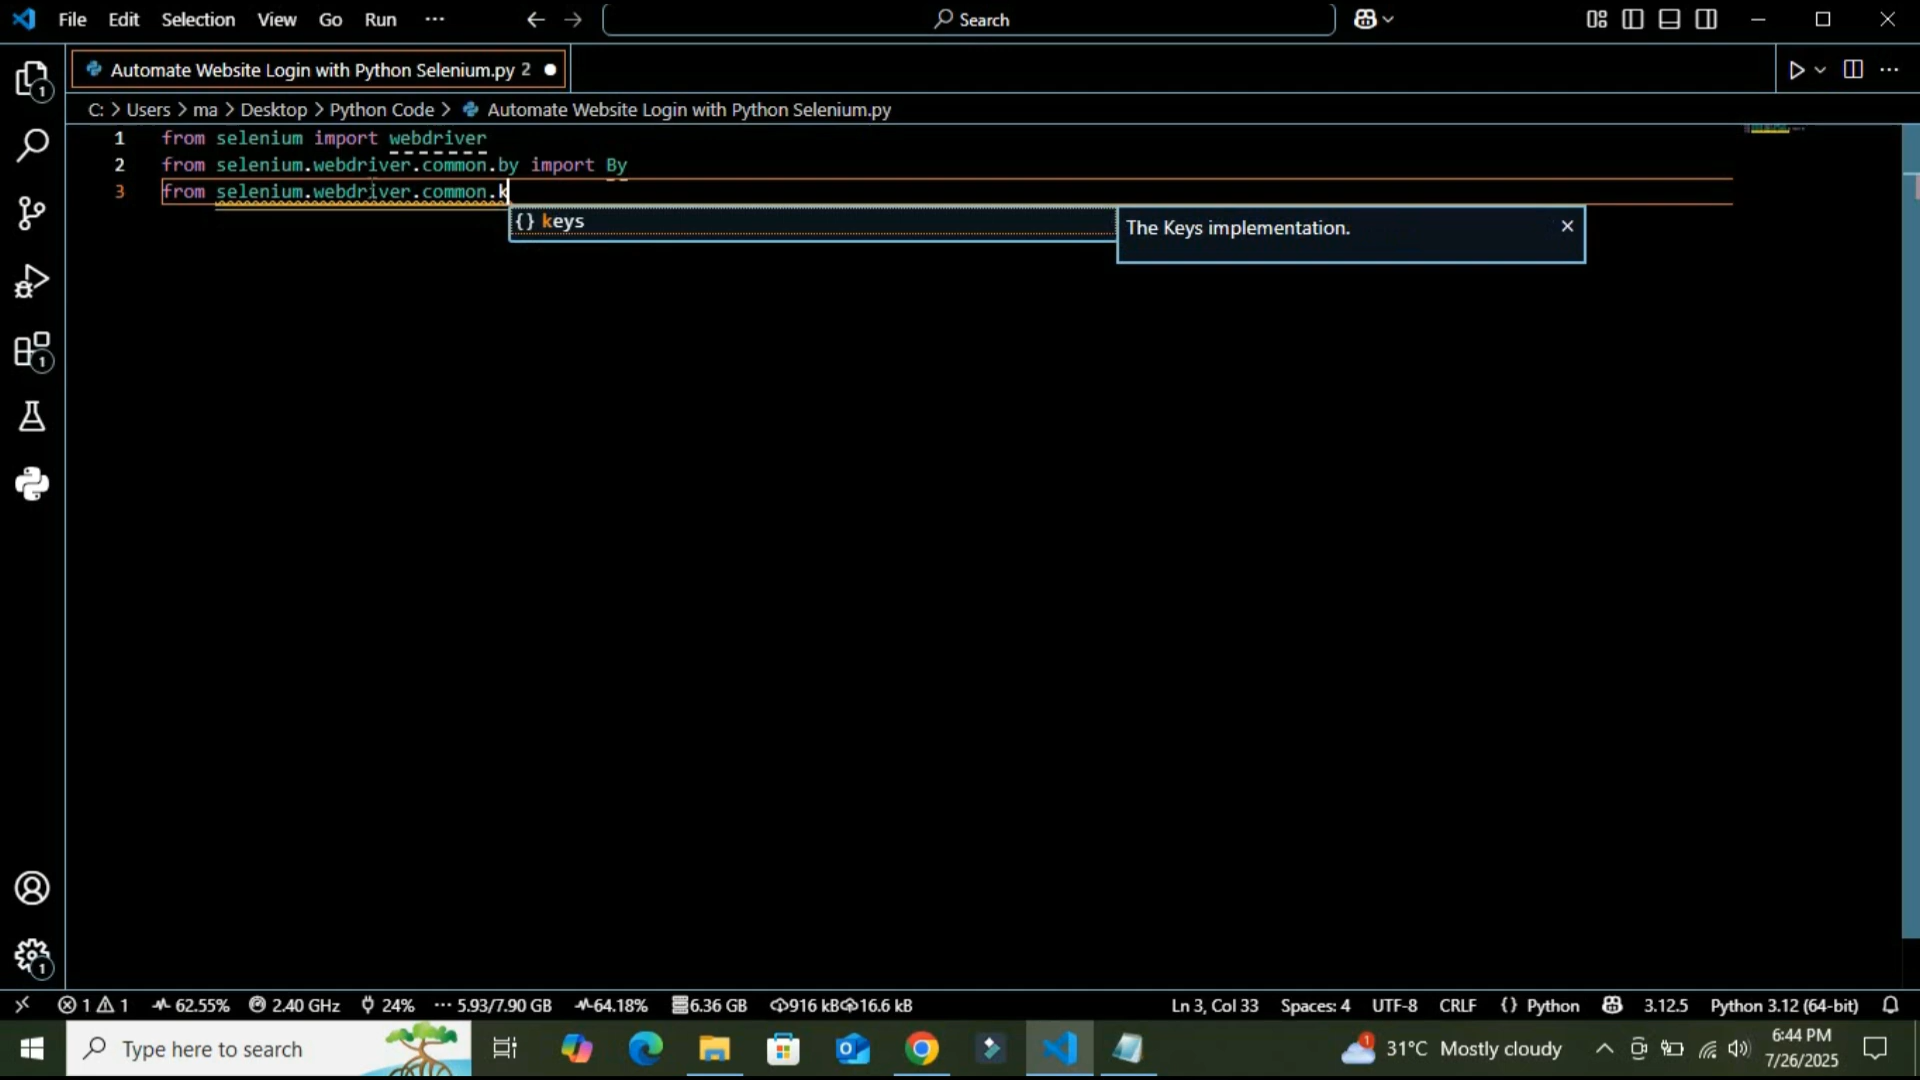 File Edit Selection View Go Run ··· Search
Automate Website Login with Python Selenium.py 2
C: > Users > ma > Desktop > Python Code > Automate Website Login with Python Selenium.py
1 from selenium import webdriver
2 from selenium.webdriver.common.by import By
3 from selenium.webdriver.common.k
{} keys
The Keys implementation.
1
1
1
1 1 62.55% 2.40 GHz 24% ··· 5.93/7.90 GB 64.18% 6.36 GB 916 kB 16.6 kB Ln 3, Col 33 Spaces: 4 UTF-8 CRLF {} Python 3.12.5 Python 3.12 (64-bit)
Type here to search 1 31°C Mostly cloudy 6:44 PM
7/26/2025